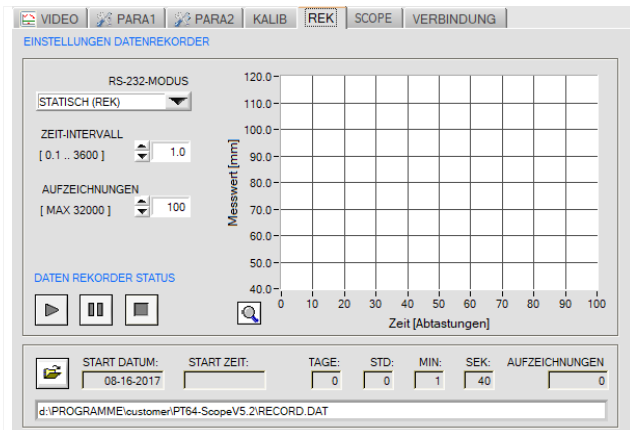 VIDEO PARA1 PARA2 KALIB REK SCOPE VERBINDUNG
EINSTELLUNGEN DATENREKORDER
RS-232-MODUS
STATISCH (REK)
ZEIT-INTERVALL
[ 0.1 .. 3600 ] 1.0
AUFZEICHNUNGEN
[ MAX 32000 ] 100
DATEN REKORDER STATUS
Messwert [mm]
120.0
110.0
100.0
90.0
80.0
70.0
60.0
50.0
40.0
0 10 20 30 40 50 60 70 80 90 100
Zeit [Abtastungen]
START DATUM: START ZEIT: TAGE: STD: MIN: SEK: AUFZEICHNUNGEN
08-16-2017 0 0 1 40 0
d:\PROGRAMME\customer\PT64-ScopeV5.2\RECORD.DAT